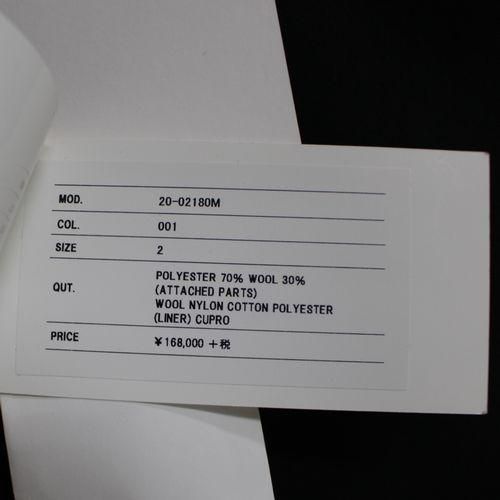 MOD. 20-02180M
COL. 001
SIZE 2
QUT. POLYESTER 70% WOOL 30%
(ATTACHED PARTS)
WOOL NYLON COTTON POLYESTER
(LINER) CUPRO
PRICE ¥168,000 +税